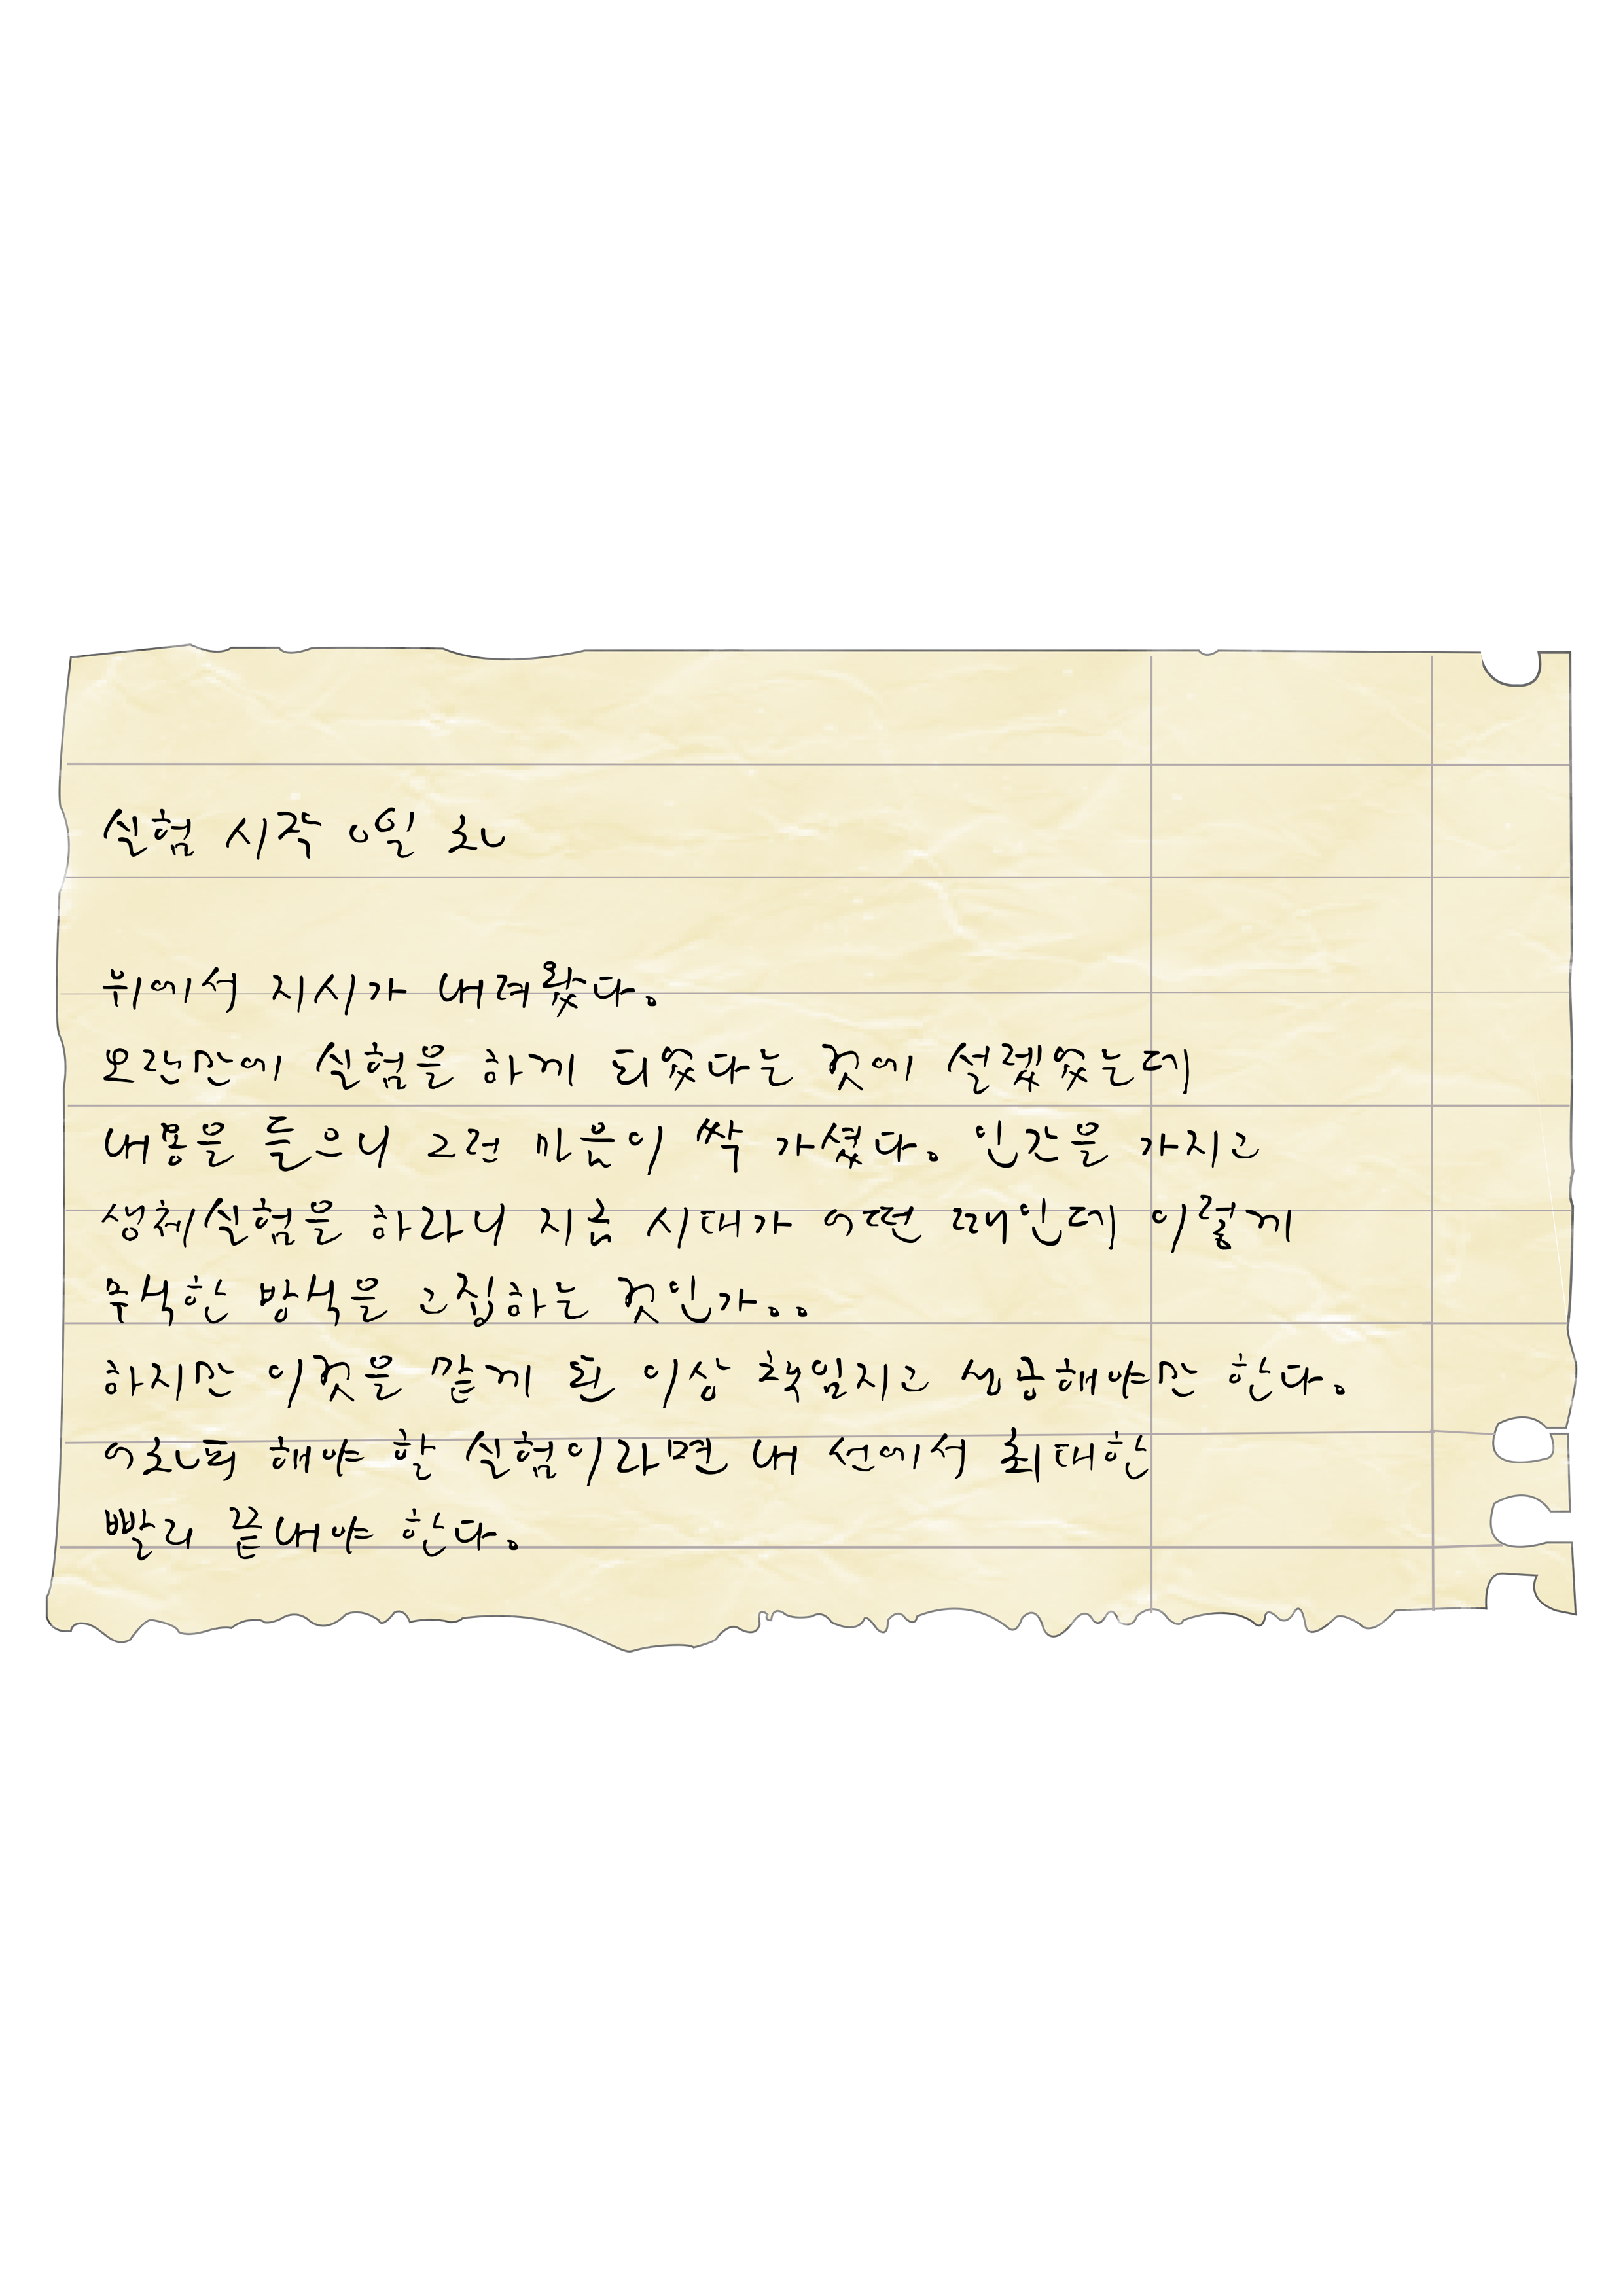 실험 시작 0일 차
위에서 지시가 내려왔다.
오랜만에 실험을 하게 되었다는 것에 설렜었는데
내용을 들으니 그런 마음이 싹 가셨다. 인간을 가지고
생체실험을 하라니 지금 시대가 어떤 때인데 이렇게
무식한 방식을 고집하는 것인가..
하지만 이것을 맡게 된 이상 책임지고 성공해야만 한다.
어차피 해야 할 실험이라면 내 선에서 최대한
빨리 끝내야 한다.